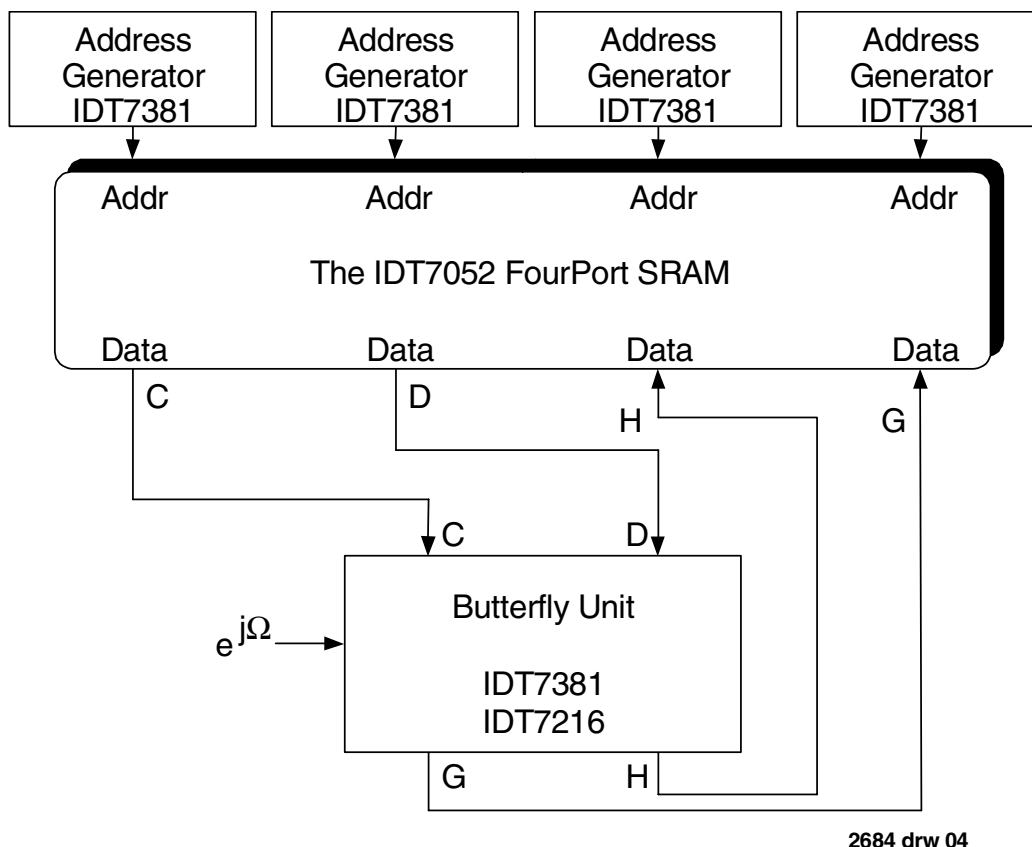 Address
Generator
IDT7381
Address
Generator
IDT7381
Address
Generator
IDT7381
Address
Generator
IDT7381
Addr Addr Addr Addr
The IDT7052 FourPort SRAM
Data Data Data Data
C D H G
C D
e jΩ
Butterfly Unit
IDT7381
IDT7216
G H
2684 drw 04